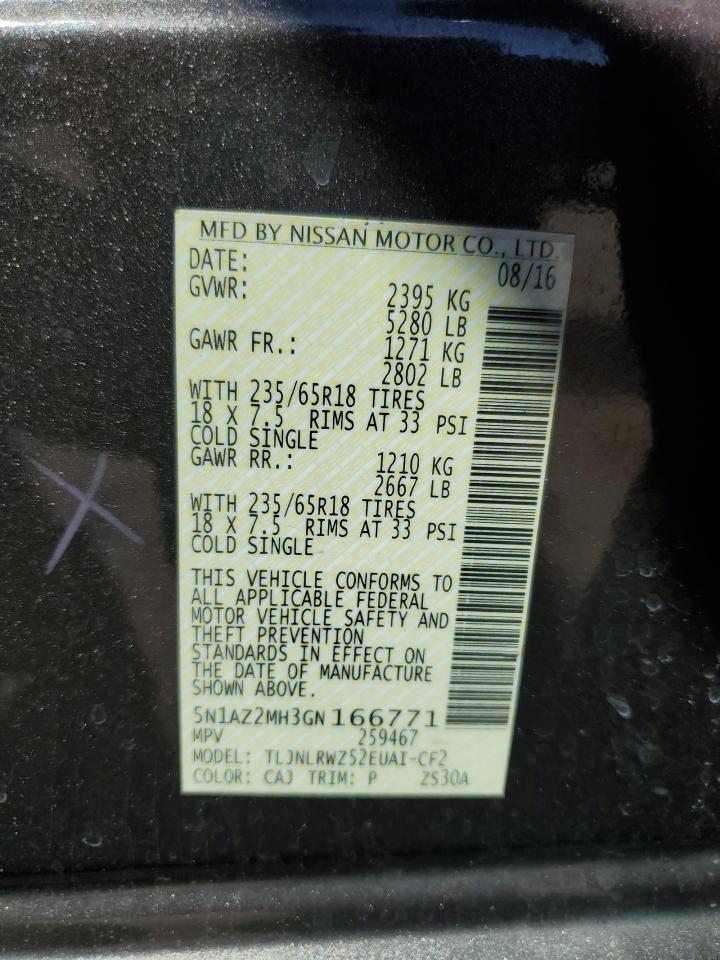 MFD BY NISSAN MOTOR CO., LTD.
DATE: 08/16
GVWR: 2395 KG
5280 LB
GAWR FR.: 1271 KG
2802 LB
WITH 235/65R18 TIRES
18 X 7.5 RIMS AT 33 PSI
COLD SINGLE
GAWR RR.: 1210 KG
2667 LB
WITH 235/65R18 TIRES
18 X 7.5 RIMS AT 33 PSI
COLD SINGLE
THIS VEHICLE CONFORMS TO
ALL APPLICABLE FEDERAL
MOTOR VEHICLE SAFETY AND
THEFT PREVENTION
STANDARDS IN EFFECT ON
THE DATE OF MANUFACTURE
SHOWN ABOVE.
5N1AZ2MH3GN166771
MPV 259467
MODEL: TLJNLRWZ52EUAI-CF2
COLOR: CAJ TRIM: P ZS30A